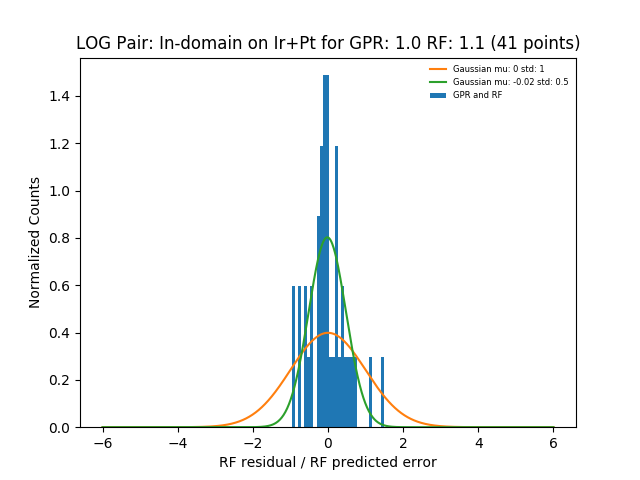 LOG Pair: In-domain on Ir+Pt for GPR: 1.0 RF: 1.1 (41 points)
Gaussian mu: 0 std: 1
Gaussian mu: -0.02 std: 0.5
GPR and RF
Normalized Counts
1.4
1.2
1.0
0.8
0.6
0.4
0.2
0.0
−6 −4 −2 0 2 4 6
RF residual / RF predicted error